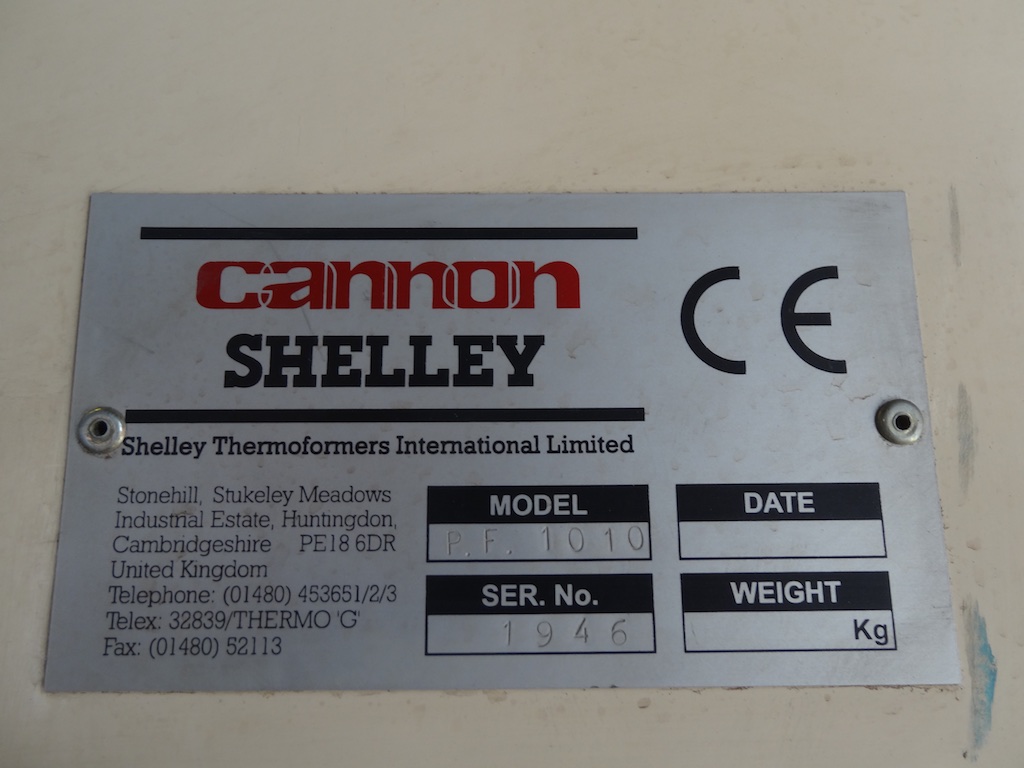 cannon
SHELLEY
CE
Shelley Thermoformers International Limited
Stonehill, Stukeley Meadows
Industrial Estate, Huntingdon,
Cambridgeshire PE18 6DR
United Kingdom
Telephone: (01480) 453651/2/3
Telex: 32839/THERMO 'G'
Fax: (01480) 52113
MODEL
P.F. 1010
SER. No.
1946
DATE
WEIGHT
Kg